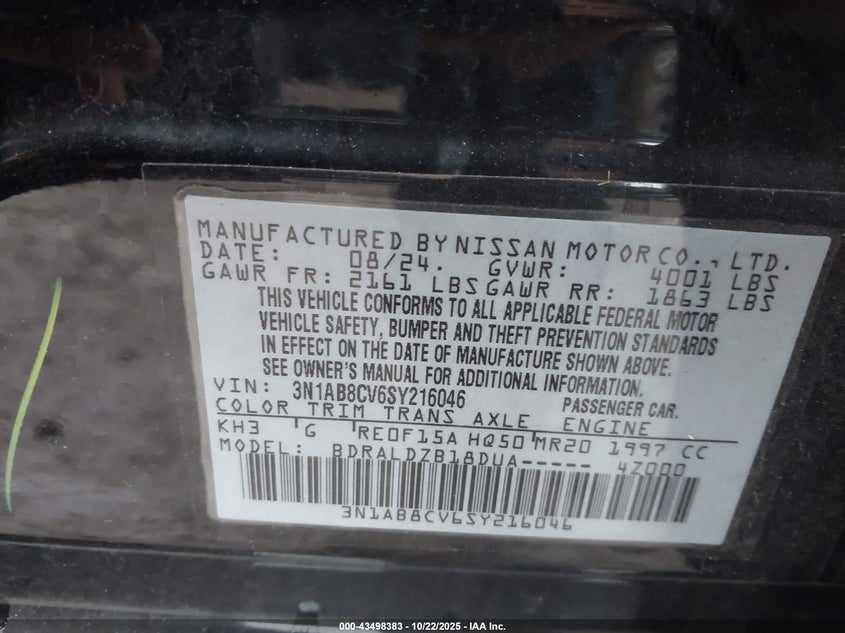 MANUFACTURED BY NISSAN MOTOR CO., LTD.
DATE: 08/24. GVWR: 4001 LBS
GAWR FR: 2161 LBS GAWR RR: 1863 LBS
THIS VEHICLE CONFORMS TO ALL APPLICABLE FEDERAL MOTOR
VEHICLE SAFETY, BUMPER AND THEFT PREVENTION STANDARDS
IN EFFECT ON THE DATE OF MANUFACTURE SHOWN ABOVE.
SEE OWNER'S MANUAL FOR ADDITIONAL INFORMATION.
VIN: 3N1AB8CV6SY216046 PASSENGER CAR.
COLOR TRIM TRANS AXLE ENGINE
KH3 G RE0F15A HQ50 MR20 1997 CC
MODEL: BDRALDZB18DUA----- 4Z000
3N1AB8CV6SY216046
000-43498383 | 10/22/2025 - IAA Inc.